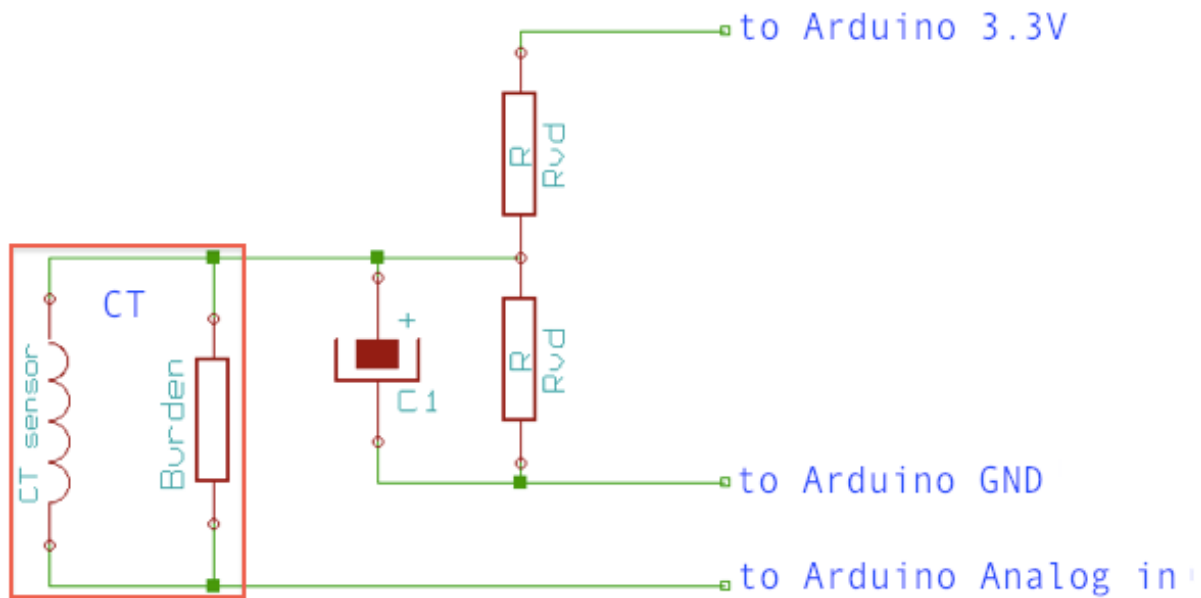 to Arduino 3.3V
R
Rvd
CT
CT sensor
Burden
+
C1
R
Rvd
to Arduino GND
to Arduino Analog in